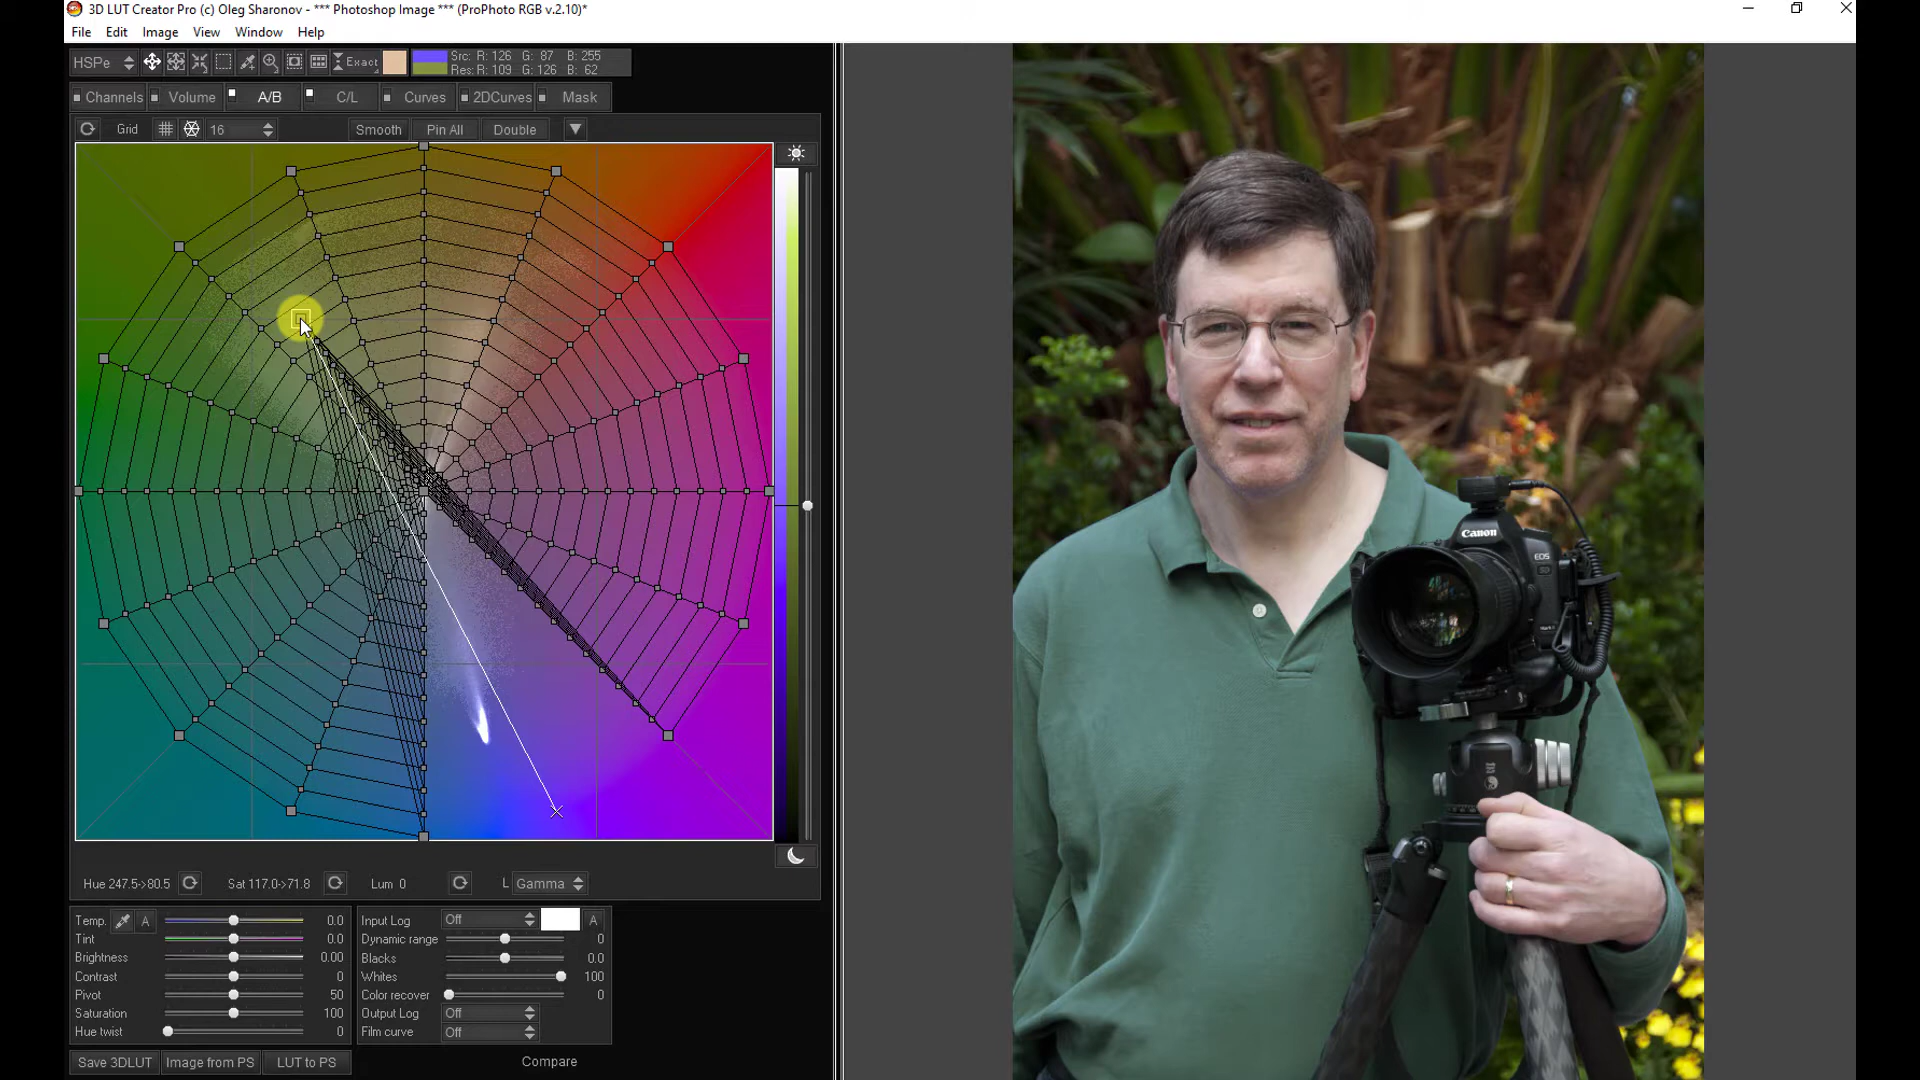 3D LUT Creator Pro (c) Oleg Sharonov - *** Photoshop Image *** (ProPhoto RGB v.2.10)*
File Edit Image View Window Help
HSPe Exact Src: R: 126 G: 87 B: 255
Res: R: 109 G: 126 B: 62
Channels Volume A/B C/L Curves 2DCurves Mask
Grid 16 Smooth Pin All Double
Hue 247.5->80.5 Sat 117.0->71.8 Lum 0 L Gamma
Temp. A 0.0 Input Log Off A
Tint 0.0 Dynamic range 0
Brightness 0.00 Blacks 0.0
Contrast 0 Whites 100
Pivot 50 Color recover 0
Saturation 100 Output Log Off
Hue twist 0 Film curve Off
Save 3DLUT Image from PS LUT to PS Compare
Canon
EOS
5D